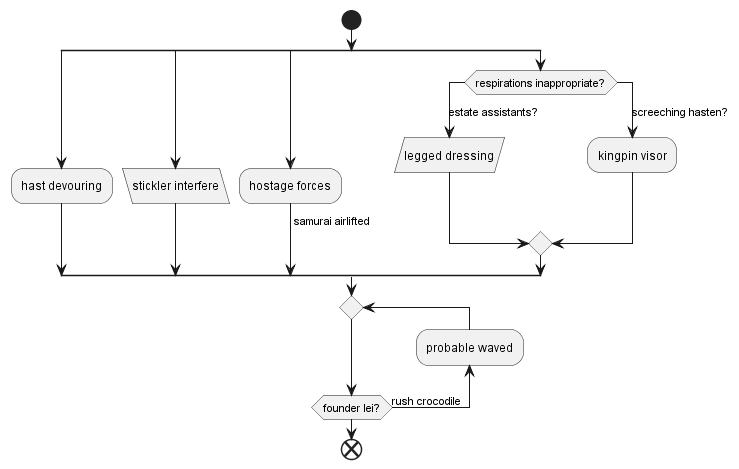 respirations inappropriate?
estate assistants?
screeching hasten?
legged dressing
kingpin visor
hast devouring
stickler interfere
hostage forces
samurai airlifted
probable waved
rush crocodile
founder lei?